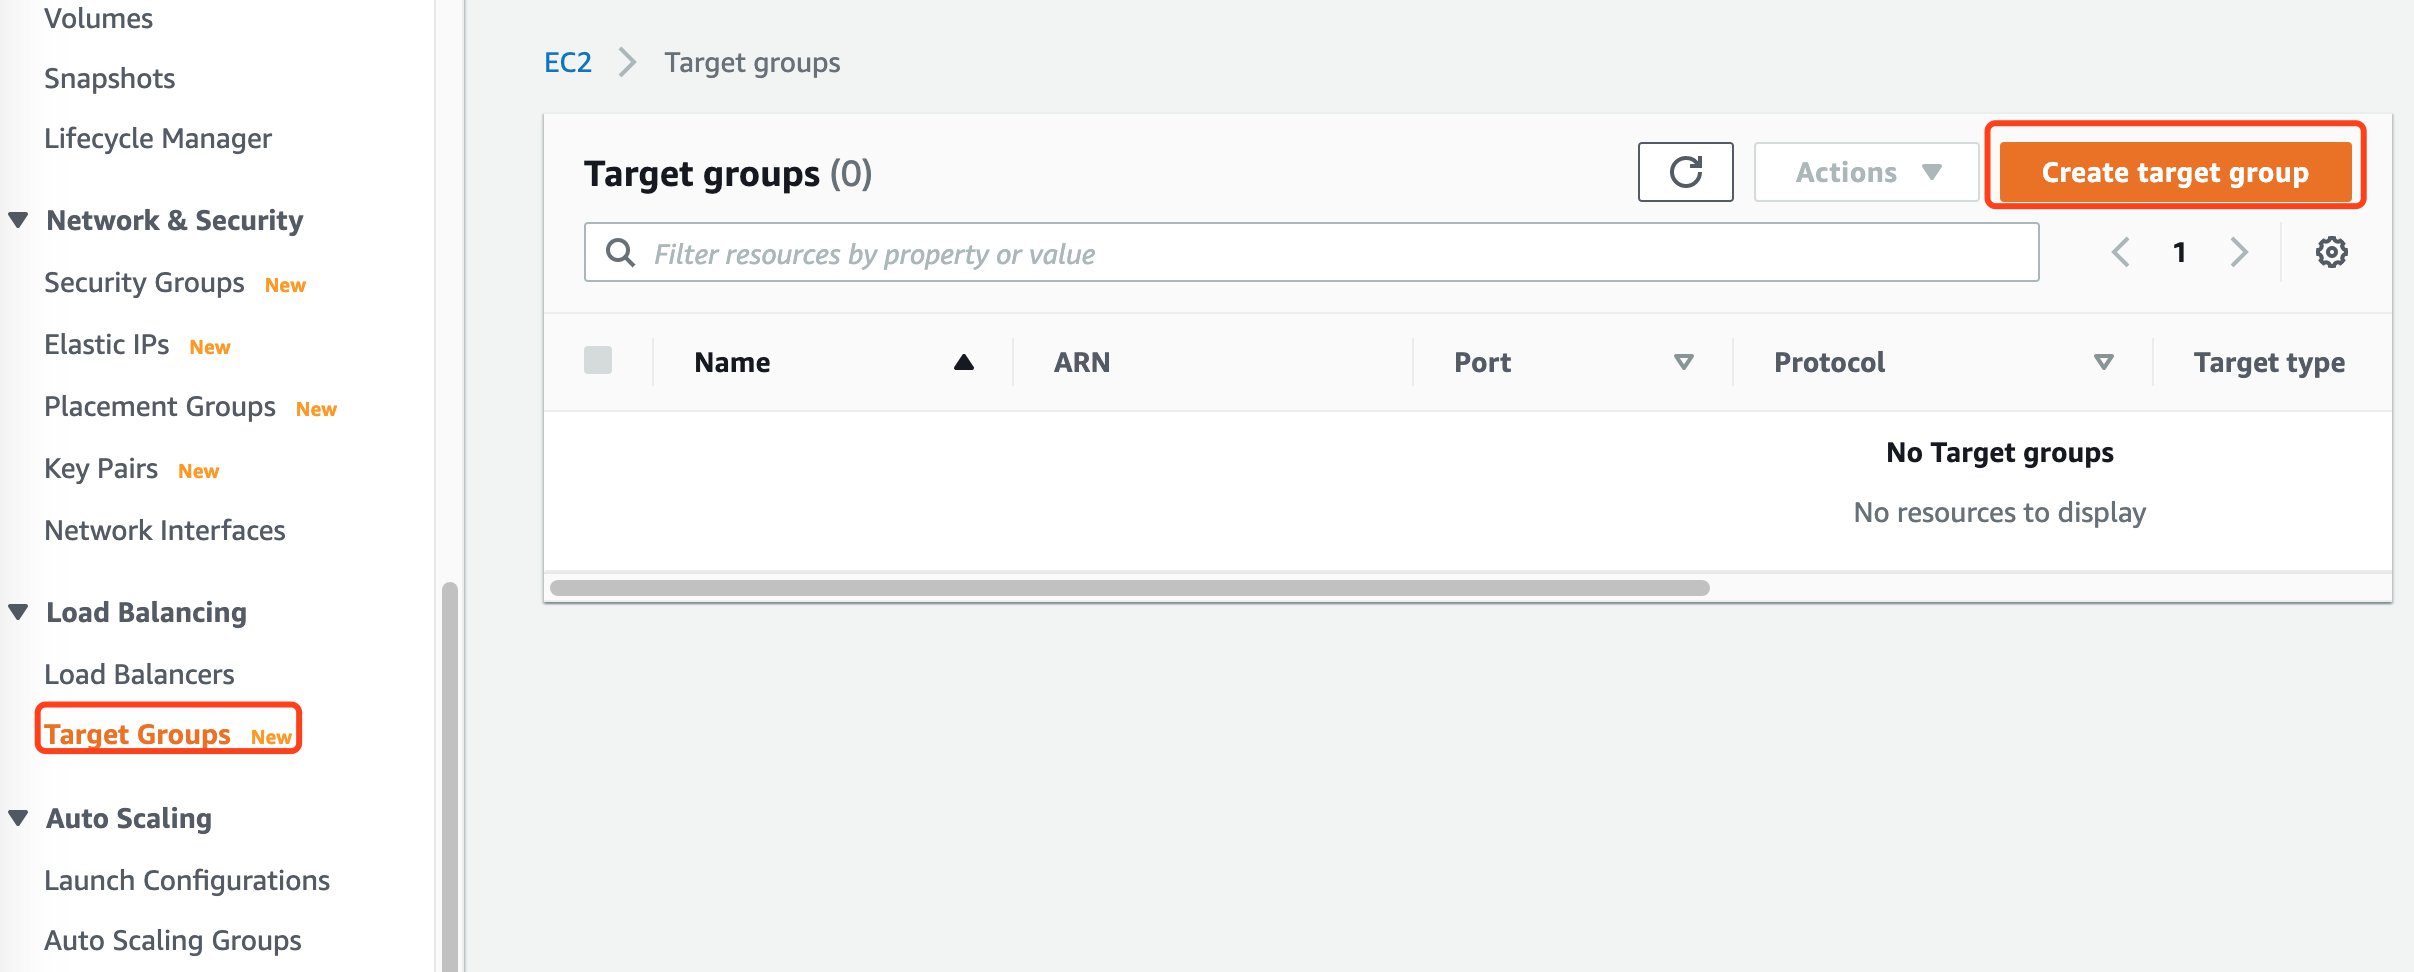 Volumes
Snapshots
Lifecycle Manager
Network & Security
Security Groups New
Elastic IPs New
Placement Groups New
Key Pairs New
Network Interfaces
Load Balancing
Load Balancers
Target Groups New
Auto Scaling
Launch Configurations
Auto Scaling Groups
EC2 Target groups
Target groups (0)
Actions
Create target group
Filter resources by property or value
1
Name ARN Port Protocol Target type
No Target groups
No resources to display